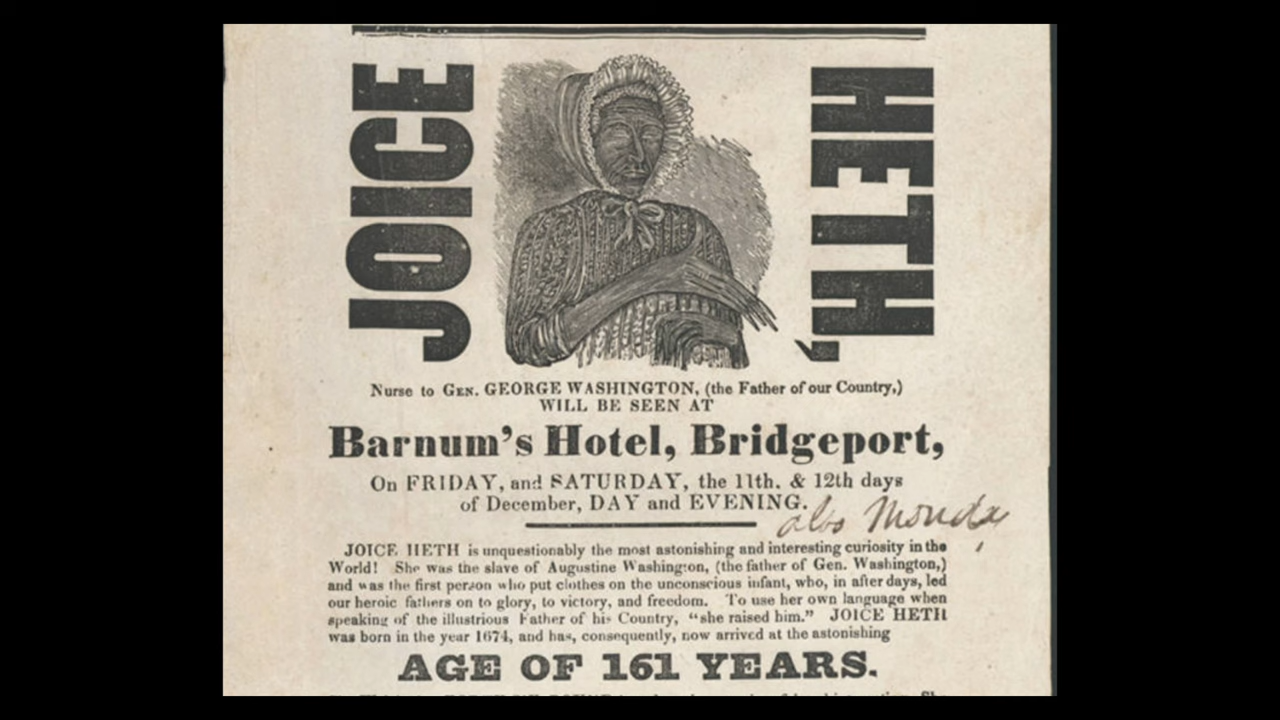 JOICE HETH,
Nurse to GEN. GEORGE WASHINGTON, (the Father of our Country,)
WILL BE SEEN AT
Barnum's Hotel, Bridgeport,
On FRIDAY, and SATURDAY, the 11th. & 12th days
of December, DAY and EVENING.
also Monday
JOICE HETH is unquestionably the most astonishing and interesting curiosity in the
World! She was the slave of Augustine Washington, (the father of Gen. Washington,)
and was the first person who put clothes on the unconscious infant, who, in after days, led
our heroic fathers on to glory, to victory, and freedom. To use her own language when
speaking of the illustrious Father of his Country, "she raised him." JOICE HETH
was born in the year 1674, and has, consequently, now arrived at the astonishing
AGE OF 161 YEARS.